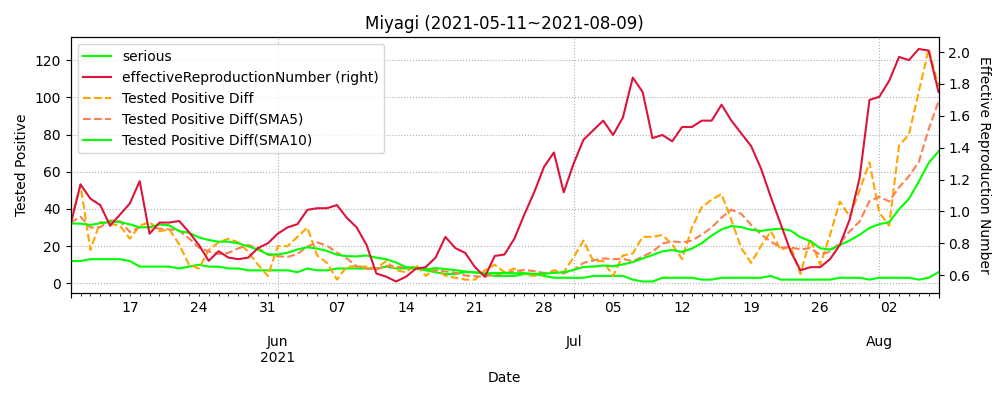 Miyagi (2021-05-11~2021-08-09)
serious
effectiveReproductionNumber (right)
Tested Positive Diff
Tested Positive Diff(SMA5)
Tested Positive Diff(SMA10)
Tested Positive
0
20
40
60
80
100
120
0.6
0.8
1.0
1.2
1.4
1.6
1.8
2.0
Effective Reproduction Number
17 24 31 07 14 21 28 05 12 19 26 02
Jun Jul Aug
2021
Date